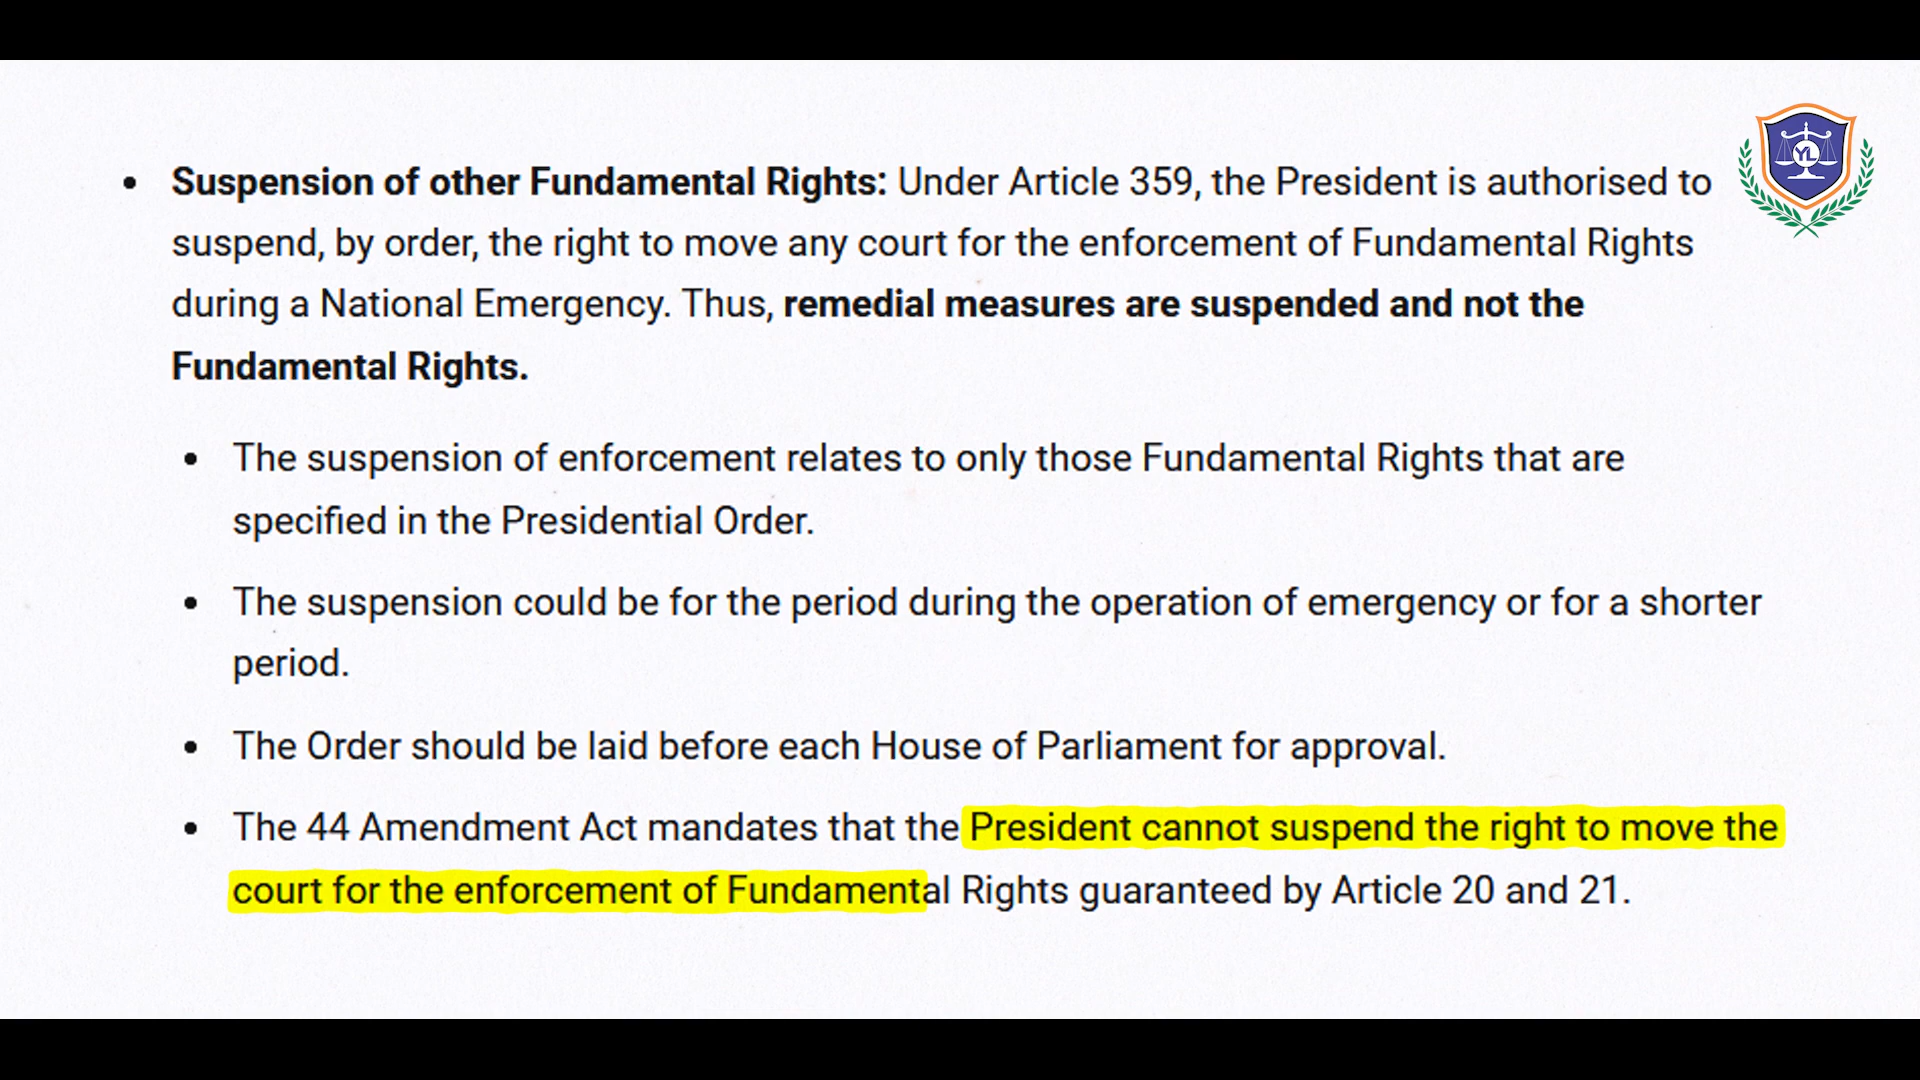 YL
• Suspension of other Fundamental Rights: Under Article 359, the President is authorised to
suspend, by order, the right to move any court for the enforcement of Fundamental Rights
during a National Emergency. Thus, remedial measures are suspended and not the
Fundamental Rights.
• The suspension of enforcement relates to only those Fundamental Rights that are
specified in the Presidential Order.
• The suspension could be for the period during the operation of emergency or for a shorter
period.
• The Order should be laid before each House of Parliament for approval.
• The 44 Amendment Act mandates that the President cannot suspend the right to move the
court for the enforcement of Fundamental Rights guaranteed by Article 20 and 21.